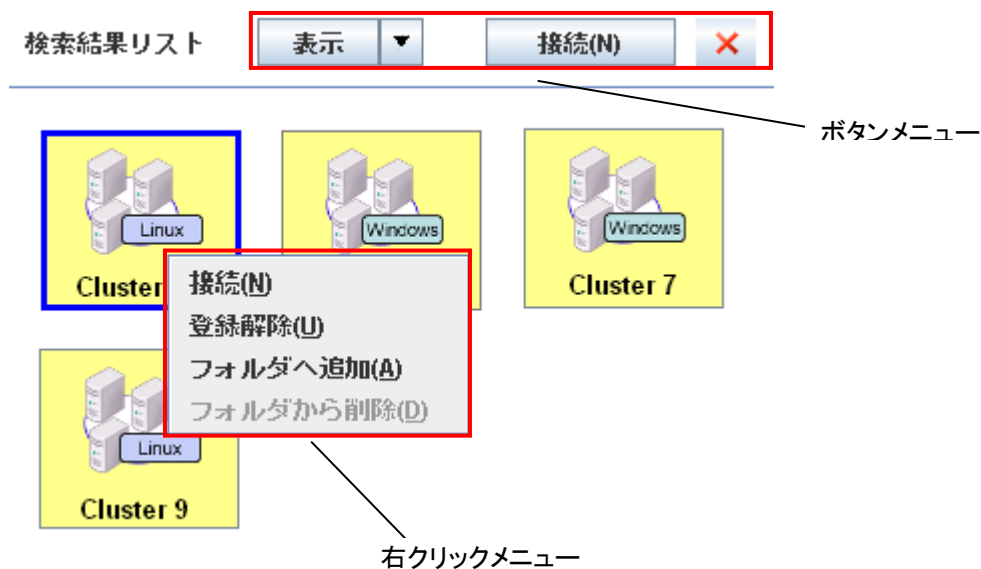 検索結果リスト 表示 接続(N)
ボタンメニュー
Linux
Windows
Windows
Cluster
Cluster 7
接続(N)
登録解除(U)
フォルダへ追加(A)
フォルダから削除(D)
Linux
Cluster 9
右クリックメニュー